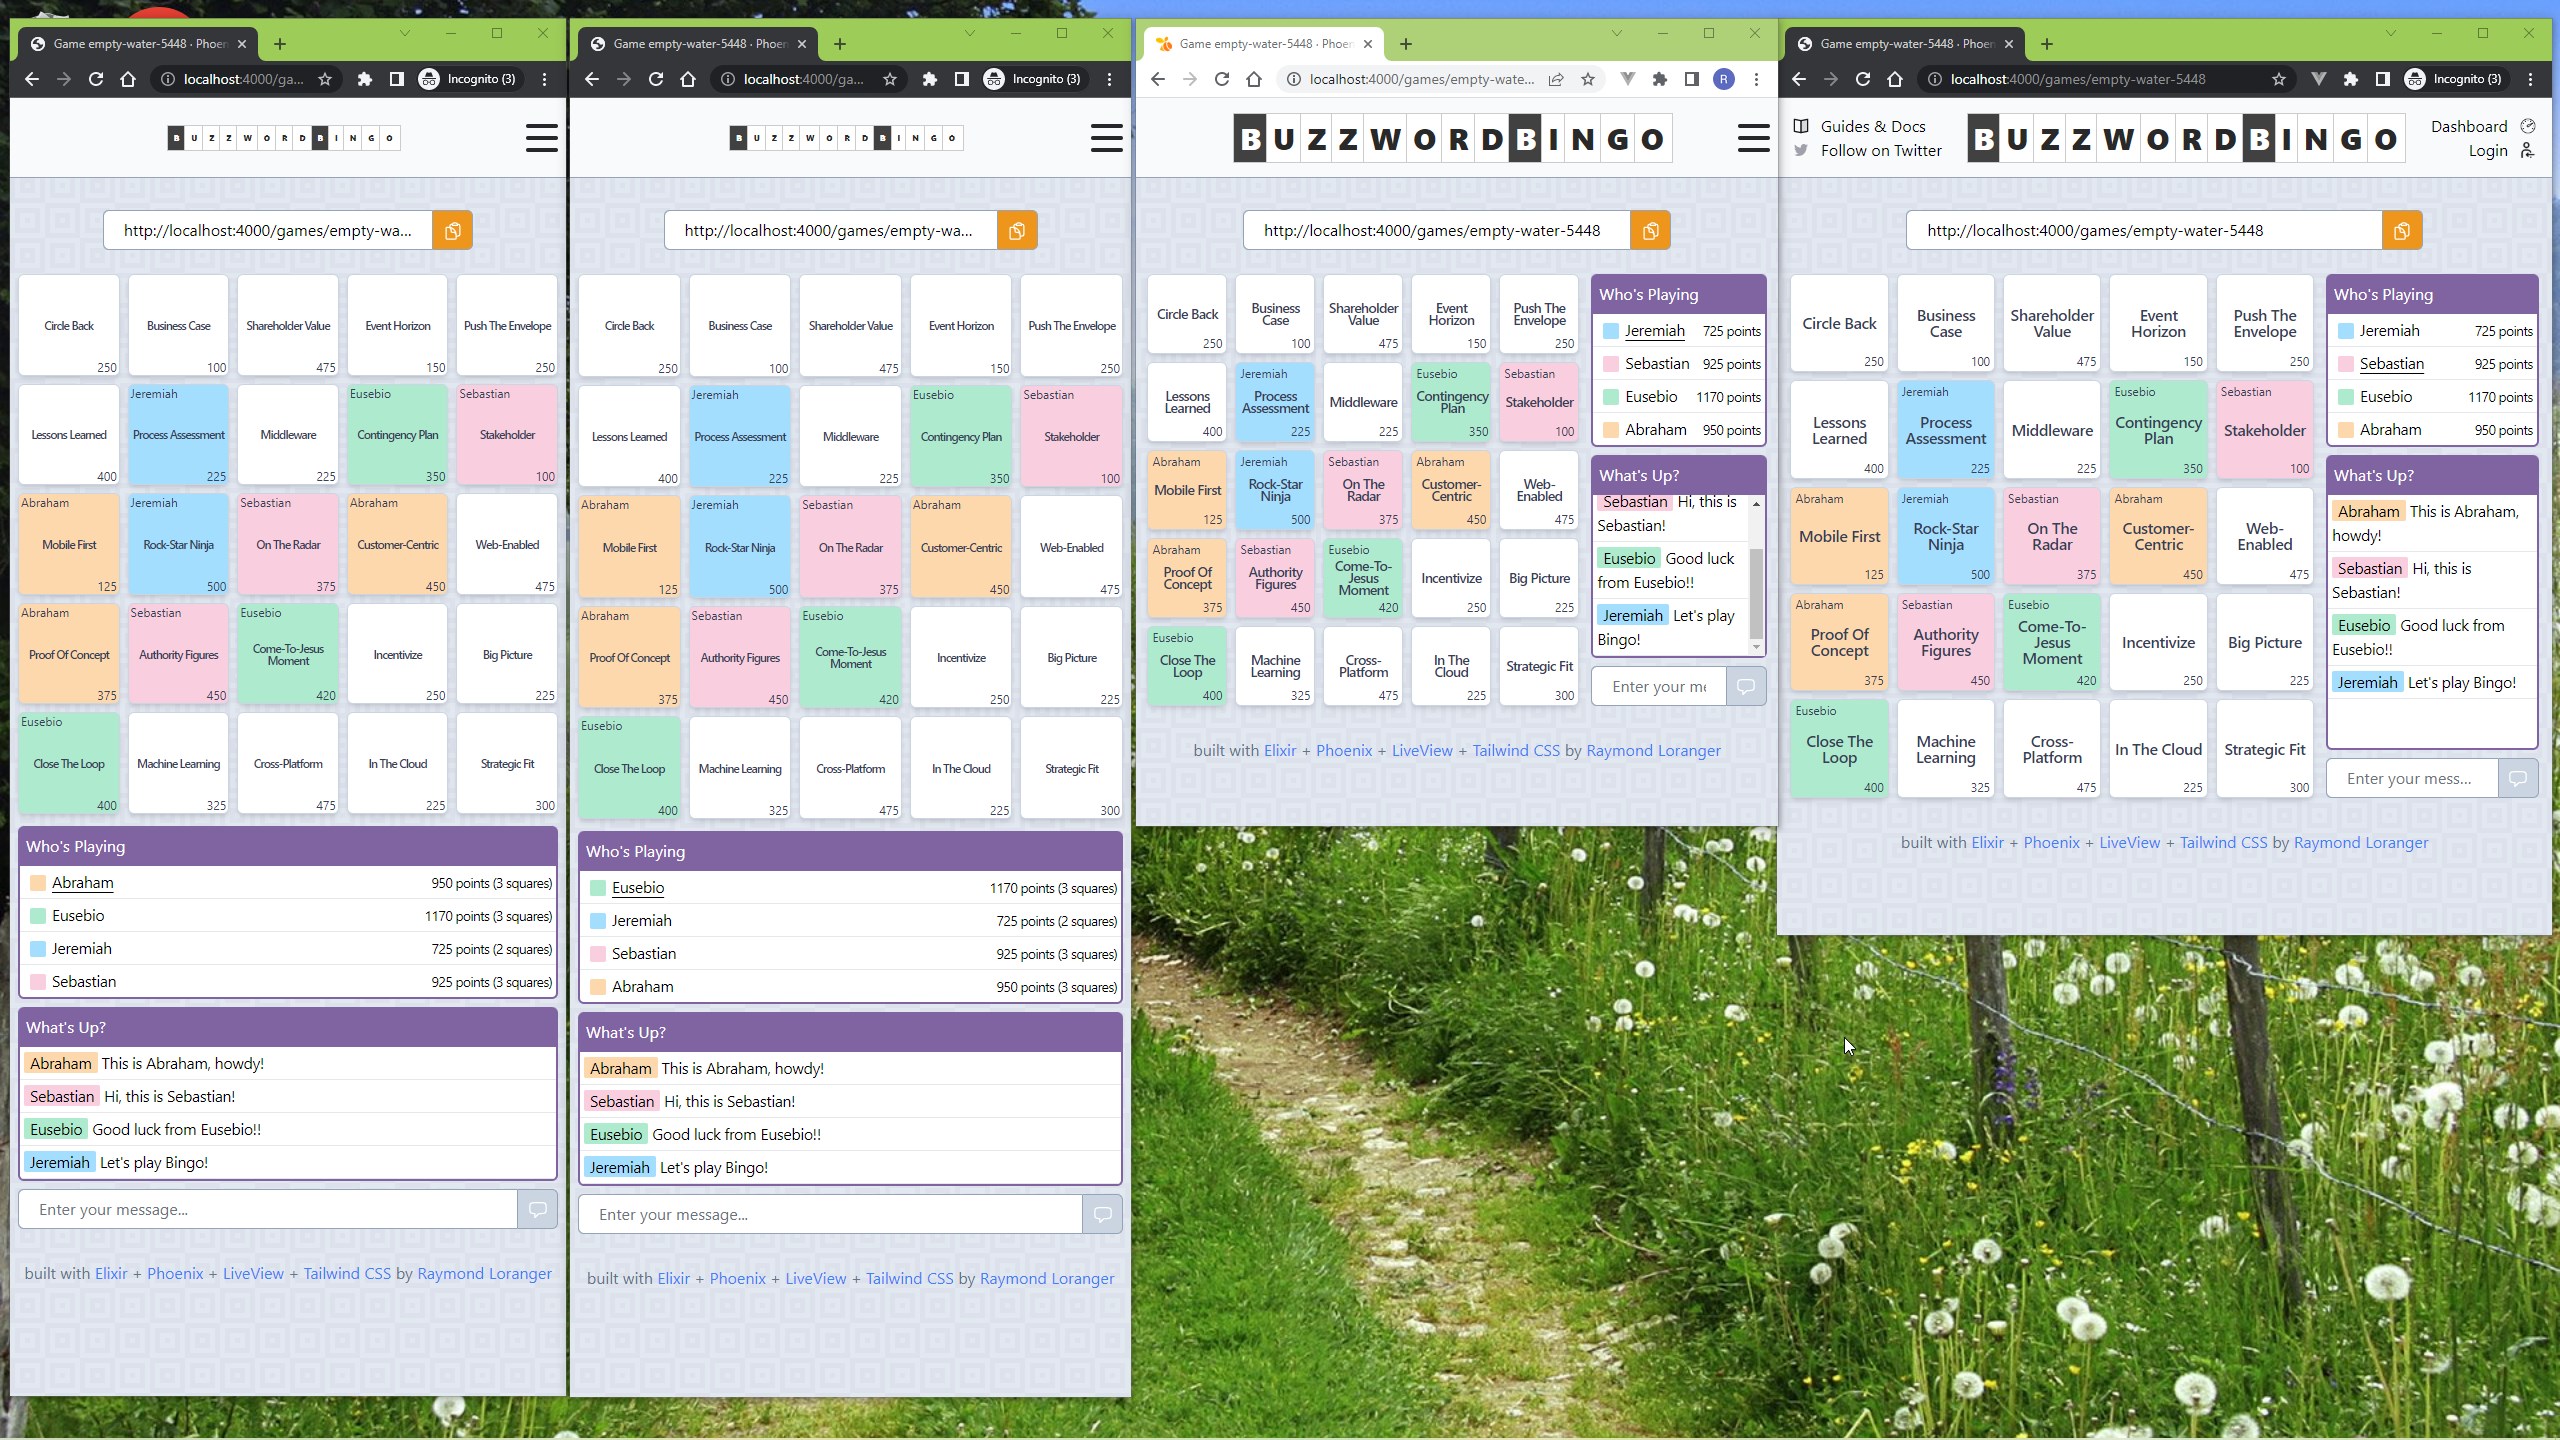 Game empty-water-5448 · Phoen
localhost:4000/ga...
Incognito (3)
BUZZWORDBINGO
http://localhost:4000/games/empty-wa...
Circle Back
250
Business Case
100
Shareholder Value
475
Event Horizon
150
Push The Envelope
250
Lessons Learned
400
Jeremiah
Process Assessment
225
Middleware
225
Eusebio
Contingency Plan
350
Sebastian
Stakeholder
100
Abraham
Mobile First
125
Jeremiah
Rock-Star Ninja
500
Sebastian
On The Radar
375
Abraham
Customer-Centric
450
Web-Enabled
475
Abraham
Proof Of Concept
375
Sebastian
Authority Figures
450
Eusebio
Come-To-Jesus
Moment
420
Incentivize
250
Big Picture
225
Eusebio
Close The Loop
400
Machine Learning
325
Cross-Platform
475
In The Cloud
225
Strategic Fit
300
Who's Playing
Abraham 950 points (3 squares)
Eusebio 1170 points (3 squares)
Jeremiah 725 points (2 squares)
Sebastian 925 points (3 squares)
What's Up?
Abraham This is Abraham, howdy!
Sebastian Hi, this is Sebastian!
Eusebio Good luck from Eusebio!!
Jeremiah Let's play Bingo!
Enter your message...
built with Elixir + Phoenix + LiveView + Tailwind CSS by Raymond Loranger
Game empty-water-5448 · Phoen
localhost:4000/ga...
Incognito (3)
BUZZWORDBINGO
http://localhost:4000/games/empty-wa...
Circle Back
250
Business Case
100
Shareholder Value
475
Event Horizon
150
Push The Envelope
250
Lessons Learned
400
Jeremiah
Process Assessment
225
Middleware
225
Eusebio
Contingency Plan
350
Sebastian
Stakeholder
100
Abraham
Mobile First
125
Jeremiah
Rock-Star Ninja
500
Sebastian
On The Radar
375
Abraham
Customer-Centric
450
Web-Enabled
475
Abraham
Proof Of Concept
375
Sebastian
Authority Figures
450
Eusebio
Come-To-Jesus
Moment
420
Incentivize
250
Big Picture
225
Eusebio
Close The Loop
400
Machine Learning
325
Cross-Platform
475
In The Cloud
225
Strategic Fit
300
Who's Playing
Eusebio 1170 points (3 squares)
Jeremiah 725 points (2 squares)
Sebastian 925 points (3 squares)
Abraham 950 points (3 squares)
What's Up?
Abraham This is Abraham, howdy!
Sebastian Hi, this is Sebastian!
Eusebio Good luck from Eusebio!!
Jeremiah Let's play Bingo!
Enter your message...
built with Elixir + Phoenix + LiveView + Tailwind CSS by Raymond Loranger
Game empty-water-5448 · Phoen
localhost:4000/games/empty-wate...
R
BUZZWORDBINGO
http://localhost:4000/games/empty-water-5448
Circle Back
250
Business
Case
100
Shareholder
Value
475
Event
Horizon
150
Push The
Envelope
250
Lessons
Learned
400
Jeremiah
Process
Assessment
225
Middleware
225
Eusebio
Contingency
Plan
350
Sebastian
Stakeholder
100
Abraham
Mobile First
125
Jeremiah
Rock-Star
Ninja
500
Sebastian
On The
Radar
375
Abraham
Customer-
Centric
450
Web-
Enabled
475
Abraham
Proof Of
Concept
375
Sebastian
Authority
Figures
450
Eusebio
Come-To-
Jesus
Moment
420
Incentivize
250
Big Picture
225
Eusebio
Close The
Loop
400
Machine
Learning
325
Cross-
Platform
475
In The
Cloud
225
Strategic Fit
300
Who's Playing
Jeremiah 725 points
Sebastian 925 points
Eusebio 1170 points
Abraham 950 points
What's Up?
Sebastian Hi, this is
Sebastian!
Eusebio Good luck
from Eusebio!!
Jeremiah Let's play
Bingo!
Enter your me
built with Elixir + Phoenix + LiveView + Tailwind CSS by Raymond Loranger
Game empty-water-5448 · Phoen
localhost:4000/games/empty-water-5448
Incognito (3)
Guides & Docs
Follow on Twitter
BUZZWORDBINGO
Dashboard
Login
http://localhost:4000/games/empty-water-5448
Circle Back
250
Business
Case
100
Shareholder
Value
475
Event
Horizon
150
Push The
Envelope
250
Lessons
Learned
400
Jeremiah
Process
Assessment
225
Middleware
225
Eusebio
Contingency
Plan
350
Sebastian
Stakeholder
100
Abraham
Mobile First
125
Jeremiah
Rock-Star
Ninja
500
Sebastian
On The
Radar
375
Abraham
Customer-
Centric
450
Web-
Enabled
475
Abraham
Proof Of
Concept
375
Sebastian
Authority
Figures
450
Eusebio
Come-To-
Jesus
Moment
420
Incentivize
250
Big Picture
225
Eusebio
Close The
Loop
400
Machine
Learning
325
Cross-
Platform
475
In The Cloud
225
Strategic Fit
300
Who's Playing
Jeremiah 725 points
Sebastian 925 points
Eusebio 1170 points
Abraham 950 points
What's Up?
Abraham This is Abraham,
howdy!
Sebastian Hi, this is
Sebastian!
Eusebio Good luck from
Eusebio!!
Jeremiah Let's play Bingo!
Enter your mess...
built with Elixir + Phoenix + LiveView + Tailwind CSS by Raymond Loranger